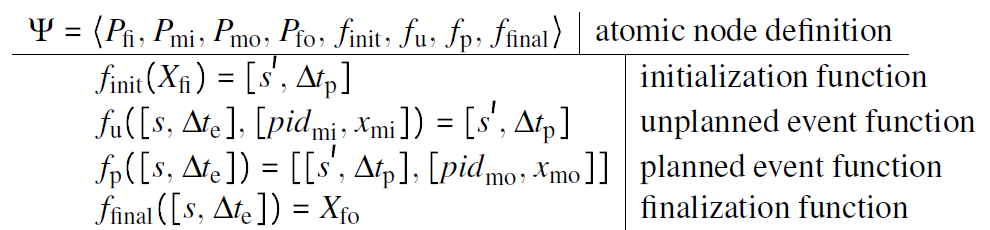 Ψ = ⟨P_fi, P_mi, P_mo, P_fo, f_init, f_u, f_p, f_final⟩ | atomic node definition
f_init(X_fi) = [s′, Δt_p] | initialization function
f_u([s, Δt_e], [pid_mi, x_mi]) = [s′, Δt_p] | unplanned event function
f_p([s, Δt_e]) = [[s′, Δt_p], [pid_mo, x_mo]] | planned event function
f_final([s, Δt_e]) = X_fo | finalization function